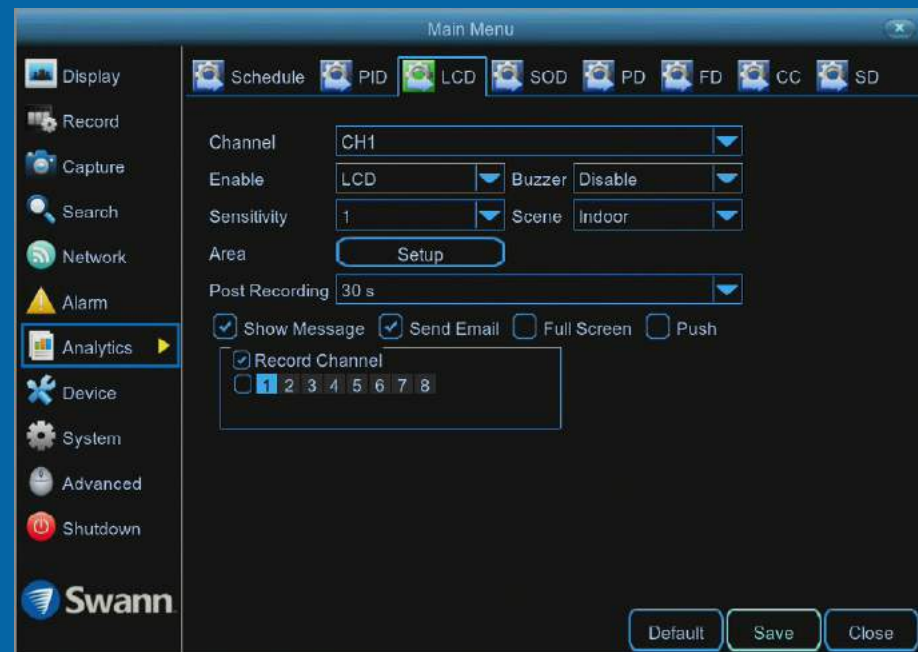 Main Menu
Display
Record
Capture
Search
Network
Alarm
Analytics
Device
System
Advanced
Shutdown
Swann
Schedule PID LCD SOD PD FD CC SD
Channel CH1
Enable LCD Buzzer Disable
Sensitivity 1 Scene Indoor
Area Setup
Post Recording 30 s
Show Message Send Email Full Screen Push
Record Channel
1 2 3 4 5 6 7 8
Default Save Close